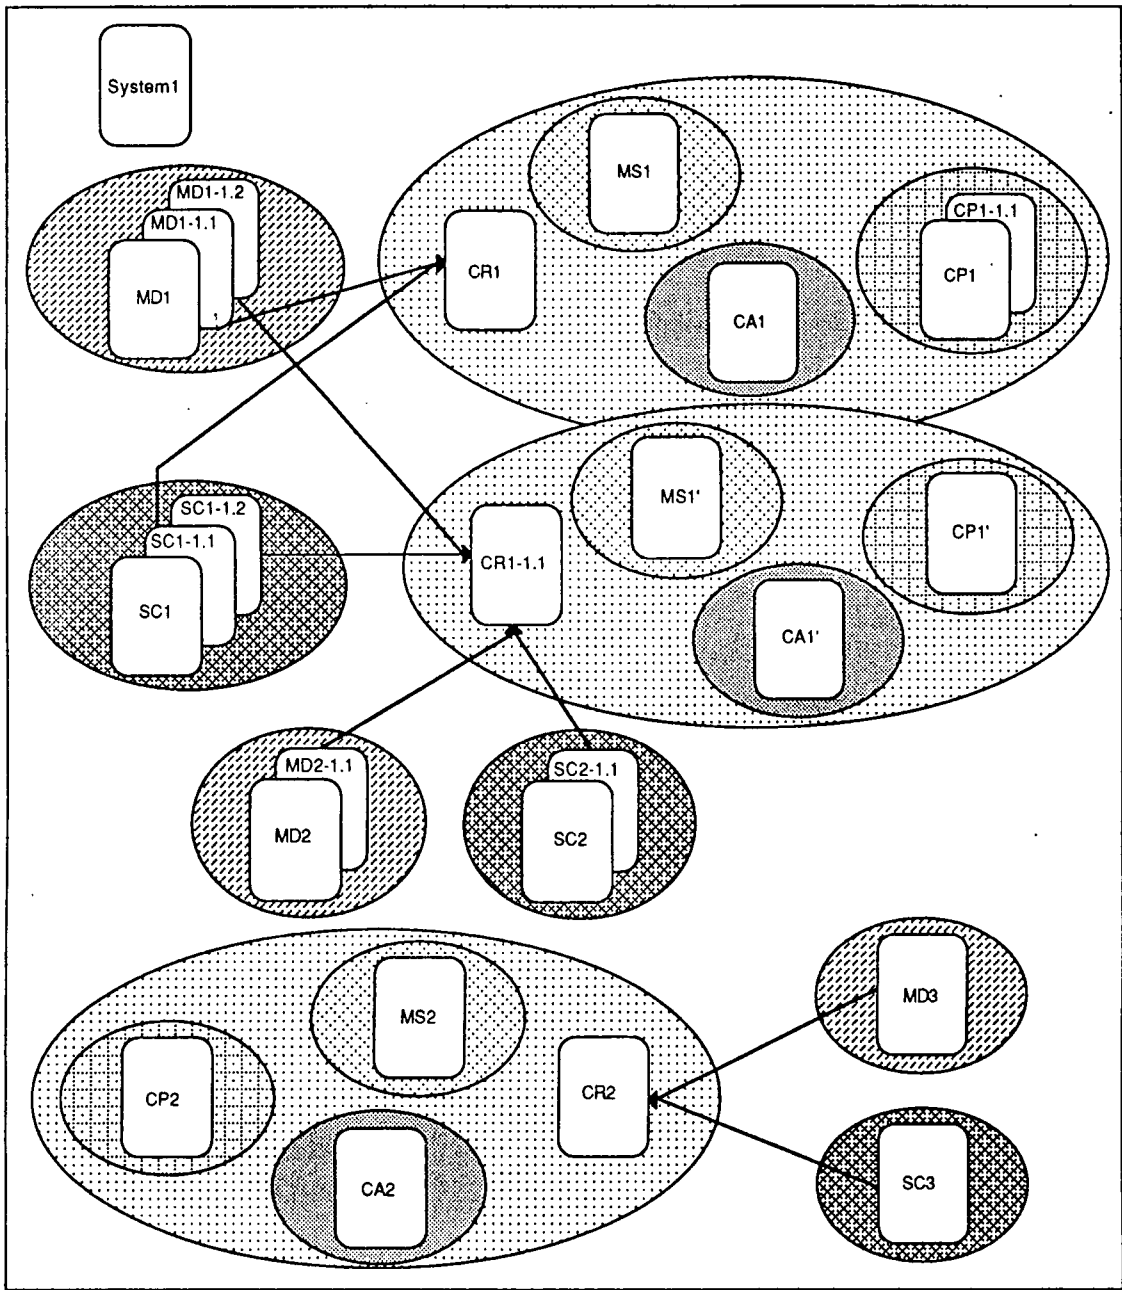 System1
MD1-1.2
MD1-1.1
MD1
1
MS1
CR1
CA1
CP1-1.1
CP1
SC1-1.2
SC1-1.1
SC1
MS1'
CR1-1.1
CP1'
CA1'
MD2-1.1
MD2
SC2-1.1
SC2
MS2
CP2
CR2
CA2
MD3
SC3